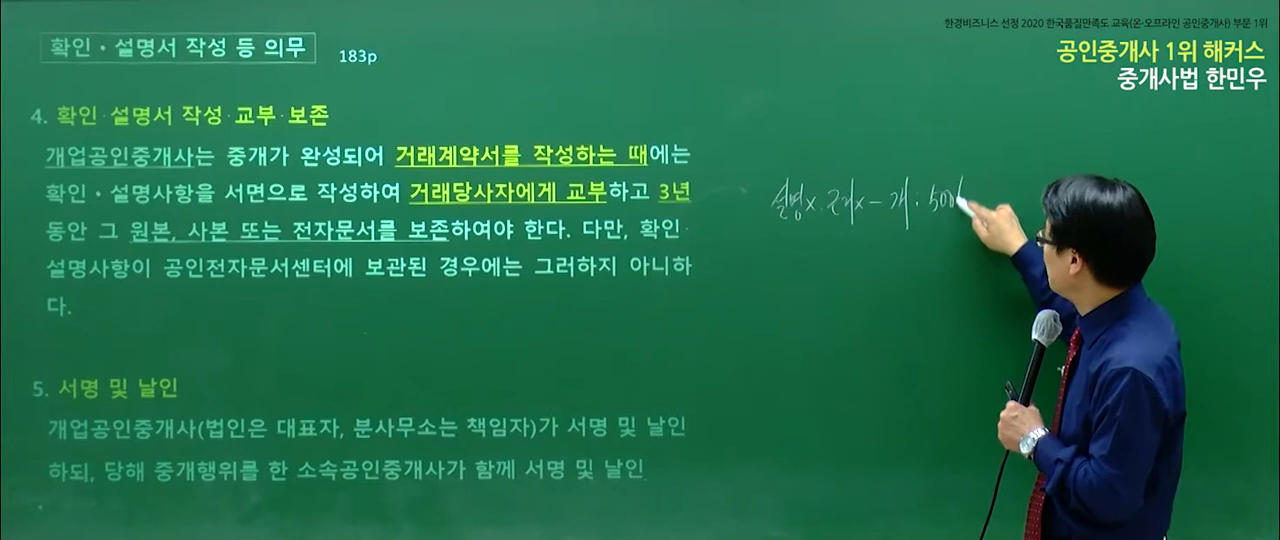 한경비즈니스 선정 2020 한국품질만족도 교육(온·오프라인 공인중개사) 부문 1위
공인중개사 1위 해커스
중개사법 한민우
확인·설명서 작성 등 의무 183p
4. 확인·설명서 작성·교부·보존
개업공인중개사는 중개가 완성되어 거래계약서를 작성하는 때에는
확인·설명사항을 서면으로 작성하여 거래당사자에게 교부하고 3년
동안 그 원본, 사본 또는 전자문서를 보존하여야 한다. 다만, 확인·
설명사항이 공인전자문서센터에 보관된 경우에는 그러하지 아니하
다.
설명x. 근거x - 개 : 500
5. 서명 및 날인
개업공인중개사(법인은 대표자, 분사무소는 책임자)가 서명 및 날인
하되, 당해 중개행위를 한 소속공인중개사가 함께 서명 및 날인